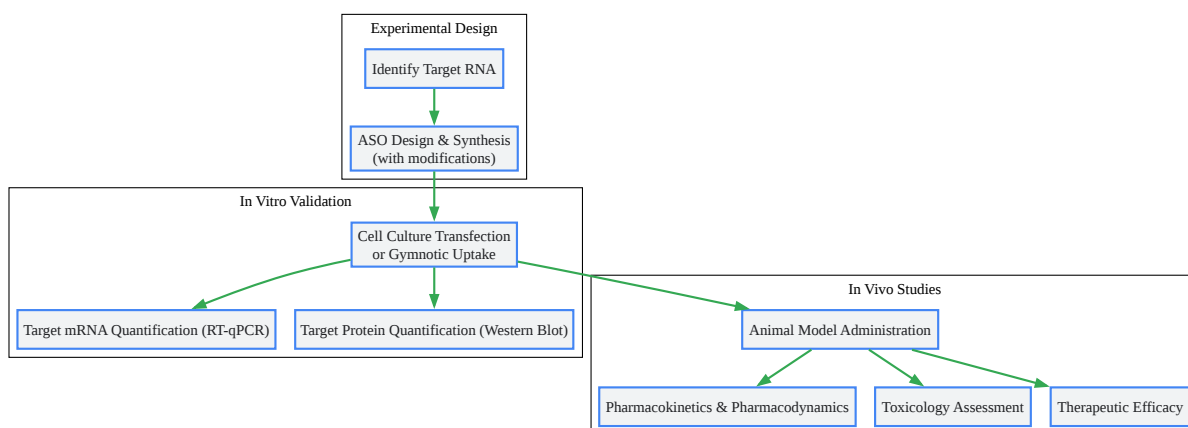 Experimental Design
Identify Target RNA
ASO Design & Synthesis
(with modifications)
In Vitro Validation
Cell Culture Transfection
or Gymnotic Uptake
Target mRNA Quantification (RT-qPCR)
Target Protein Quantification (Western Blot)
In Vivo Studies
Animal Model Administration
Pharmacokinetics & Pharmacodynamics
Toxicology Assessment
Therapeutic Efficacy